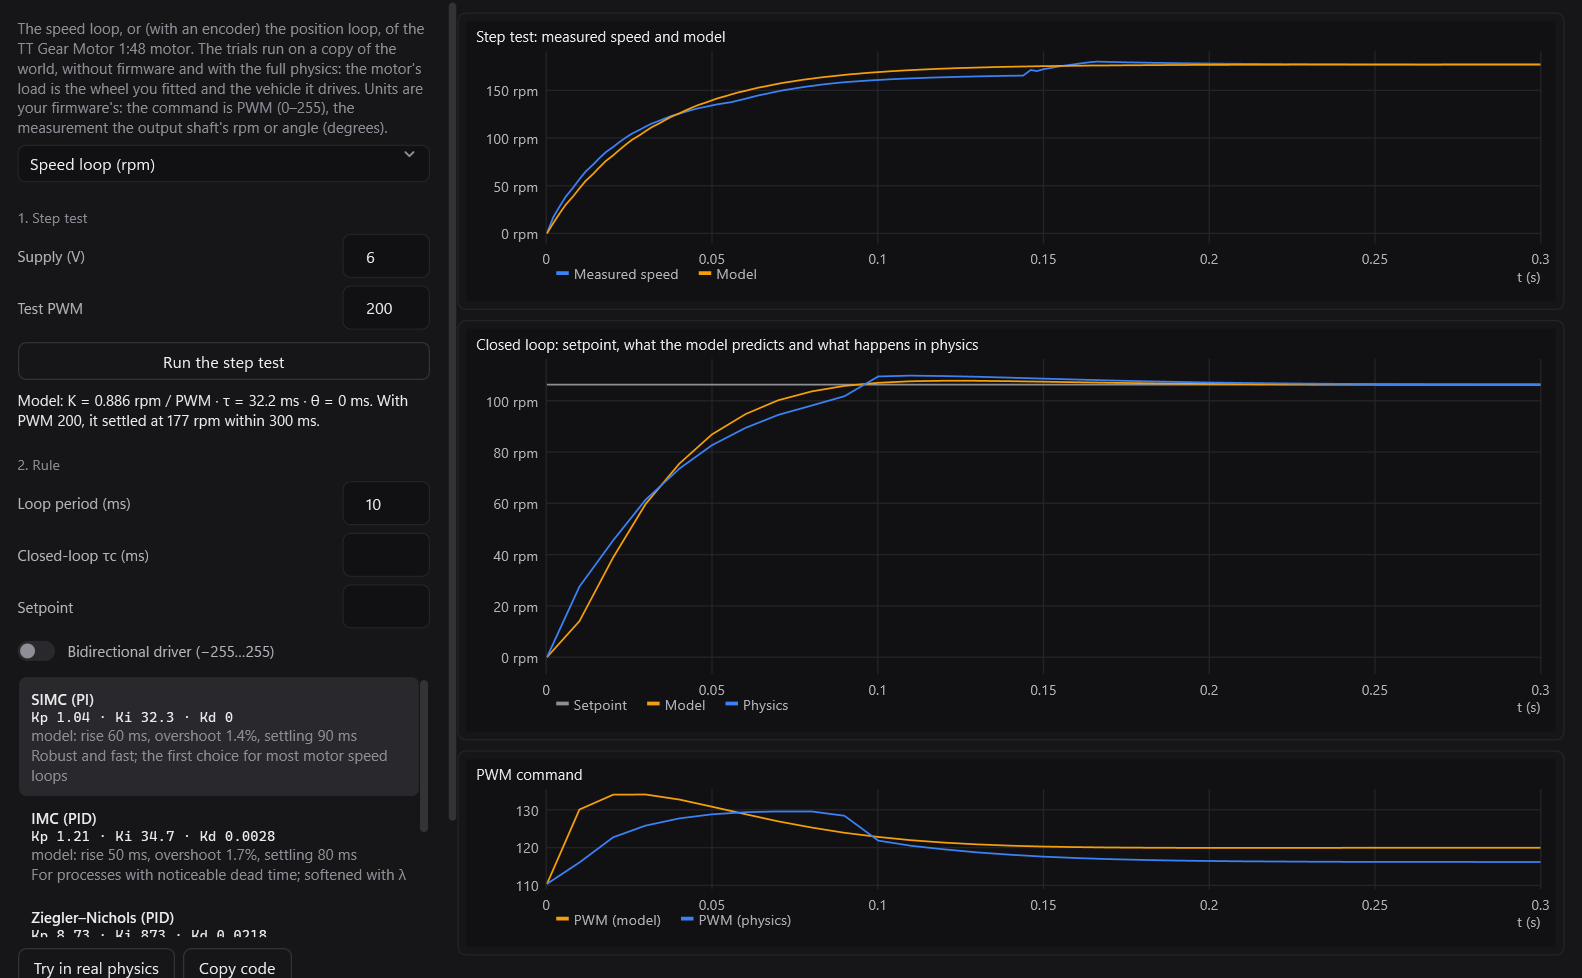 The speed loop, or (with an encoder) the position loop, of the
TT Gear Motor 1:48 motor. The trials run on a copy of the
world, without firmware and with the full physics: the motor's
load is the wheel you fitted and the vehicle it drives. Units are
your firmware's: the command is PWM (0–255), the
measurement the output shaft's rpm or angle (degrees).
Speed loop (rpm)
1. Step test
Supply (V)
6
Test PWM
200
Run the step test
Model: K = 0.886 rpm / PWM · τ = 32.2 ms · θ = 0 ms. With
PWM 200, it settled at 177 rpm within 300 ms.
2. Rule
Loop period (ms)
10
Closed-loop τc (ms)
Setpoint
Bidirectional driver (−255…255)
SIMC (PI)
Kp 1.04 · Ki 32.3 · Kd 0
model: rise 60 ms, overshoot 1.4%, settling 90 ms
Robust and fast; the first choice for most motor speed
loops
IMC (PID)
Kp 1.21 · Ki 34.7 · Kd 0.0028
model: rise 50 ms, overshoot 1.7%, settling 80 ms
For processes with noticeable dead time; softened with λ
Ziegler–Nichols (PID)
Kp 8.73 · Ki 873 · Kd 0.0218
Try in real physics
Copy code
Step test: measured speed and model
150 rpm
100 rpm
50 rpm
0 rpm
0
0.05
0.1
0.15
0.2
0.25
0.3
t (s)
Measured speed
Model
Closed loop: setpoint, what the model predicts and what happens in physics
100 rpm
80 rpm
60 rpm
40 rpm
20 rpm
0 rpm
0
0.05
0.1
0.15
0.2
0.25
0.3
t (s)
Setpoint
Model
Physics
PWM command
130
120
110
0
0.05
0.1
0.15
0.2
0.25
0.3
t (s)
PWM (model)
PWM (physics)